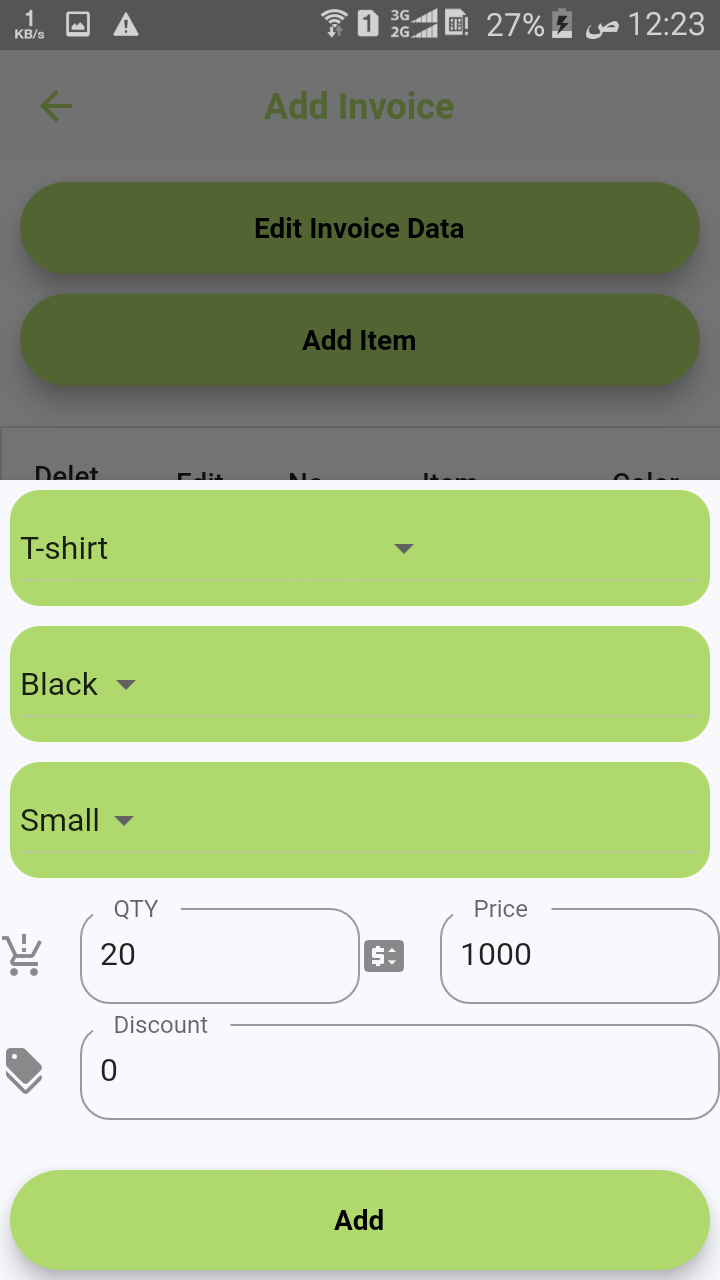 1 KB/s 1 3G 2G 27% ص 12:23
Add Invoice
Edit Invoice Data
Add Item
Delet Edit No Item Color
T-shirt
Black
Small
QTY Price
20 1000
Discount
0
Add